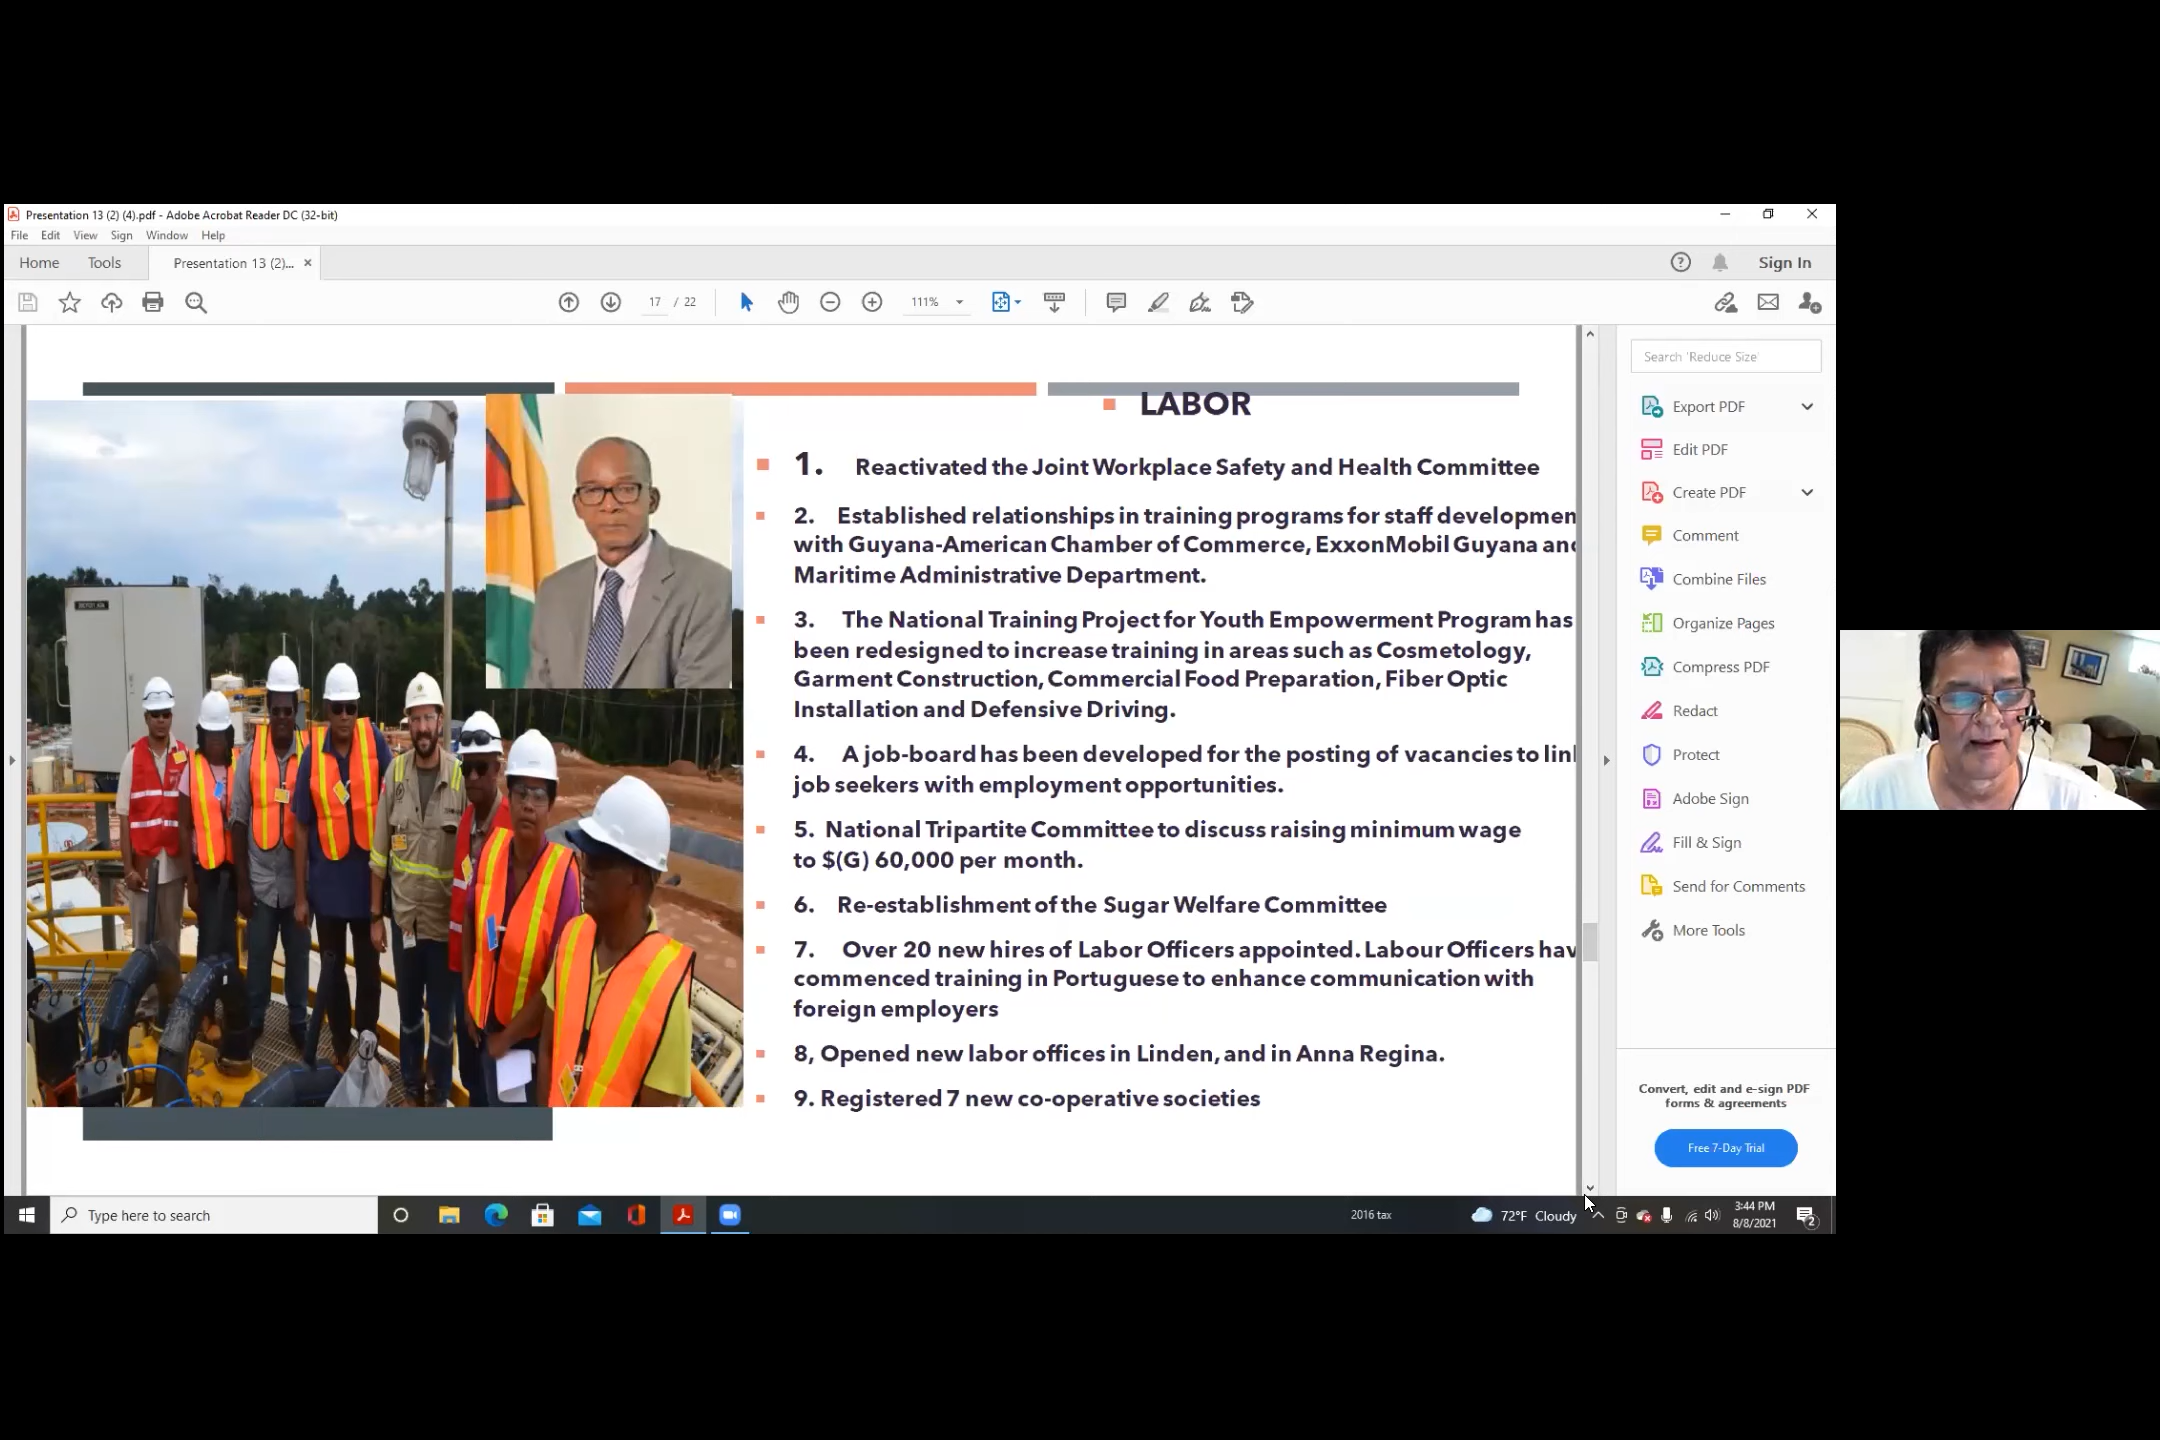 Presentation 13 (2) (4).pdf - Adobe Acrobat Reader DC (32-bit)
File Edit View Sign Window Help
Home Tools Presentation 13 (2)... × Sign In
17 / 22 111%
LABOR
1. Reactivated the Joint Workplace Safety and Health Committee
2. Established relationships in training programs for staff developmen
with Guyana-American Chamber of Commerce, ExxonMobil Guyana and
Maritime Administrative Department.
3. The National Training Project for Youth Empowerment Program has
been redesigned to increase training in areas such as Cosmetology,
Garment Construction, Commercial Food Preparation, Fiber Optic
Installation and Defensive Driving.
4. A job-board has been developed for the posting of vacancies to lin
job seekers with employment opportunities.
5. National Tripartite Committee to discuss raising minimum wage
to $(G) 60,000 per month.
6. Re-establishment of the Sugar Welfare Committee
7. Over 20 new hires of Labor Officers appointed. Labour Officers hav
commenced training in Portuguese to enhance communication with
foreign employers
8, Opened new labor offices in Linden, and in Anna Regina.
9. Registered 7 new co-operative societies
Search 'Reduce Size'
Export PDF
Edit PDF
Create PDF
Comment
Combine Files
Organize Pages
Compress PDF
Redact
Protect
Adobe Sign
Fill & Sign
Send for Comments
More Tools
Convert, edit and e-sign PDF
forms & agreements
Free 7-Day Trial
Type here to search
2016 tax
72°F Cloudy
3:44 PM
8/8/2021
2